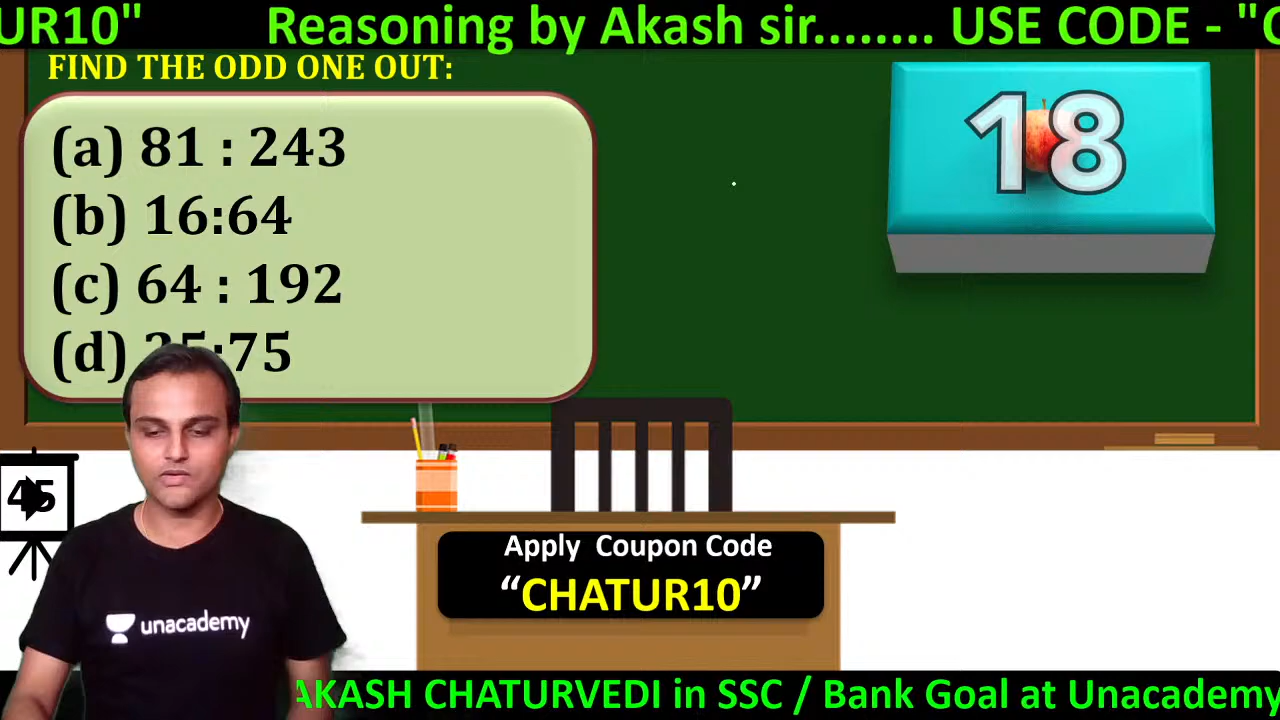 UR10" Reasoning by Akash sir........ USE CODE - "C
FIND THE ODD ONE OUT:
(a) 81 : 243
(b) 16:64
(c) 64 : 192
(d) :75
18
45
Apply Coupon Code
“CHATUR10”
unacademy
AKASH CHATURVEDI in SSC / Bank Goal at Unacademy